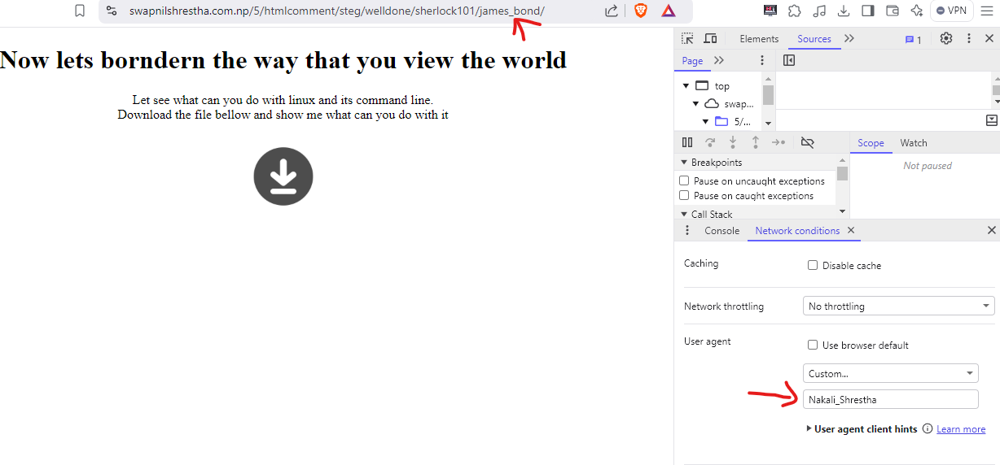 swapnilshrestha.com.np/5/htmlcomment/steg/welldone/sherlock101/james_bond/
VPN
Now lets borndern the way that you view the world
Let see what can you do with linux and its command line.
Download the file bellow and show me what can you do with it
Elements Sources 1
Page
top
swap...
5/...
Scope Watch
Not paused
Breakpoints
Pause on uncaught exceptions
Pause on caught exceptions
Call Stack
Console Network conditions
Caching Disable cache
Network throttling No throttling
User agent Use browser default
Custom...
Nakali_Shrestha
User agent client hints Learn more